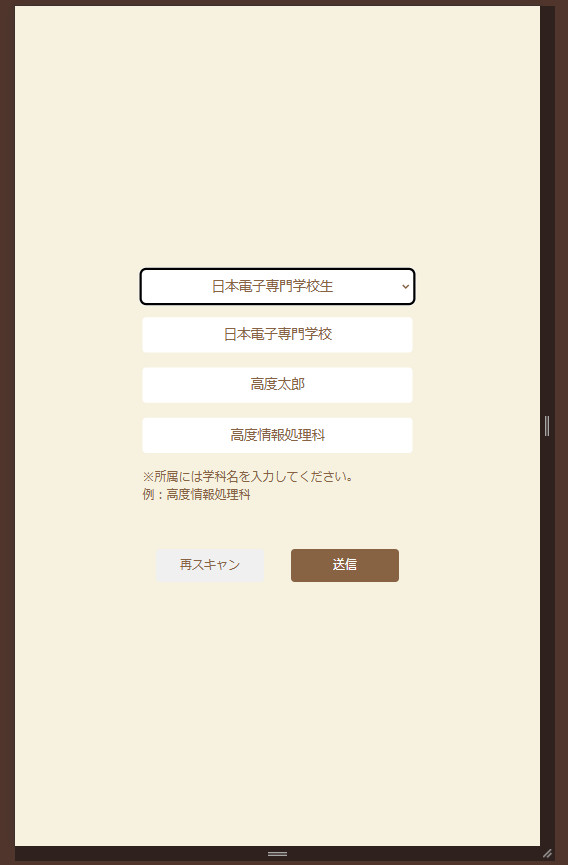 日本電子専門学校生
日本電子専門学校
高度太郎
高度情報処理科
※所属には学科名を入力してください。
例：高度情報処理科
再スキャン
送信